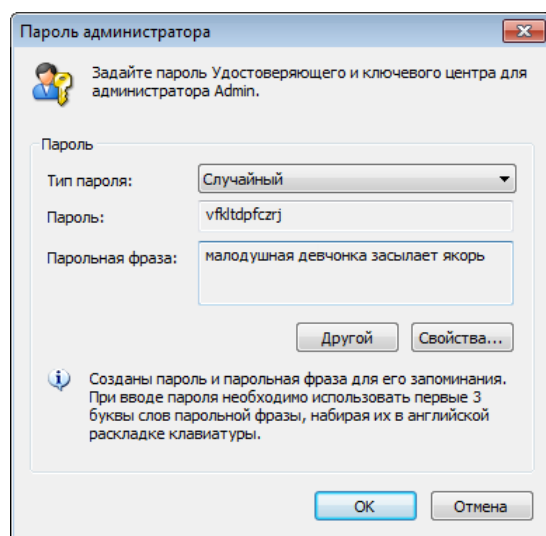 Пароль администратора
Задайте пароль Удостоверяющего и ключевого центра для
администратора Admin.
Пароль
Тип пароля:
Случайный
Пароль:
vfkltdpfczrj
Парольная фраза:
малодушная девчонка засылает якорь
Другой
Свойства...
Созданы пароль и парольная фраза для его запоминания.
При вводе пароля необходимо использовать первые 3
буквы слов парольной фразы, набирая их в английской
раскладке клавиатуры.
OK
Отмена